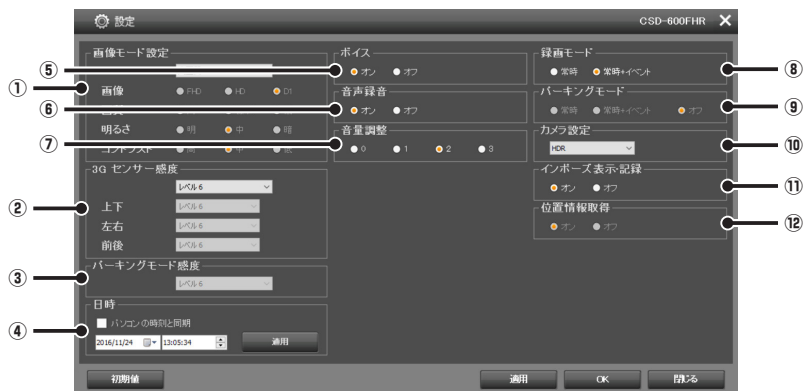 設定 CSD-600FHR
画像モード設定
① 画像 FHD HD D1
明るさ 明 中 暗
コントラスト 中
② 3G センサー感度
レベル 6
上下 レベル 6
左右 レベル 6
前後 レベル 6
③ パーキングモード感度
レベル 6
④ 日時
パソコンの時刻と同期
2016/11/24 13:05:34 適用
⑤ ボイス
オン オフ
⑥ 音声録音
オン オフ
⑦ 音量調整
0 1 2 3
録画モード
常時 常時+イベント ⑧
パーキングモード
常時 常時+イベント オフ ⑨
カメラ設定
HDR ⑩
インポーズ表示・記録
オン オフ ⑪
位置情報取得
オン オフ ⑫
初期値 適用 OK 閉じる